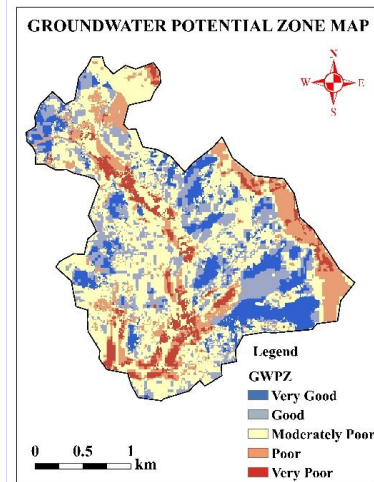 GROUNDWATER POTENTIAL ZONE MAP
N
W E
S
Legend
GWPZ
Very Good
Good
Moderately Poor
Poor
Very Poor
0 0.5 1
km